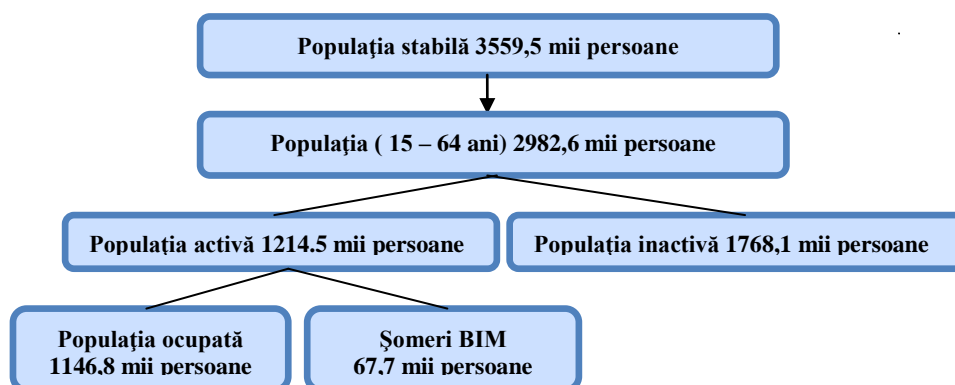 Populaţia stabilă 3559,5 mii persoane
Populaţia ( 15 – 64 ani) 2982,6 mii persoane
Populaţia activă 1214.5 mii persoane
Populaţia inactivă 1768,1 mii persoane
Populaţia ocupată
1146,8 mii persoane
Şomeri BIM
67,7 mii persoane